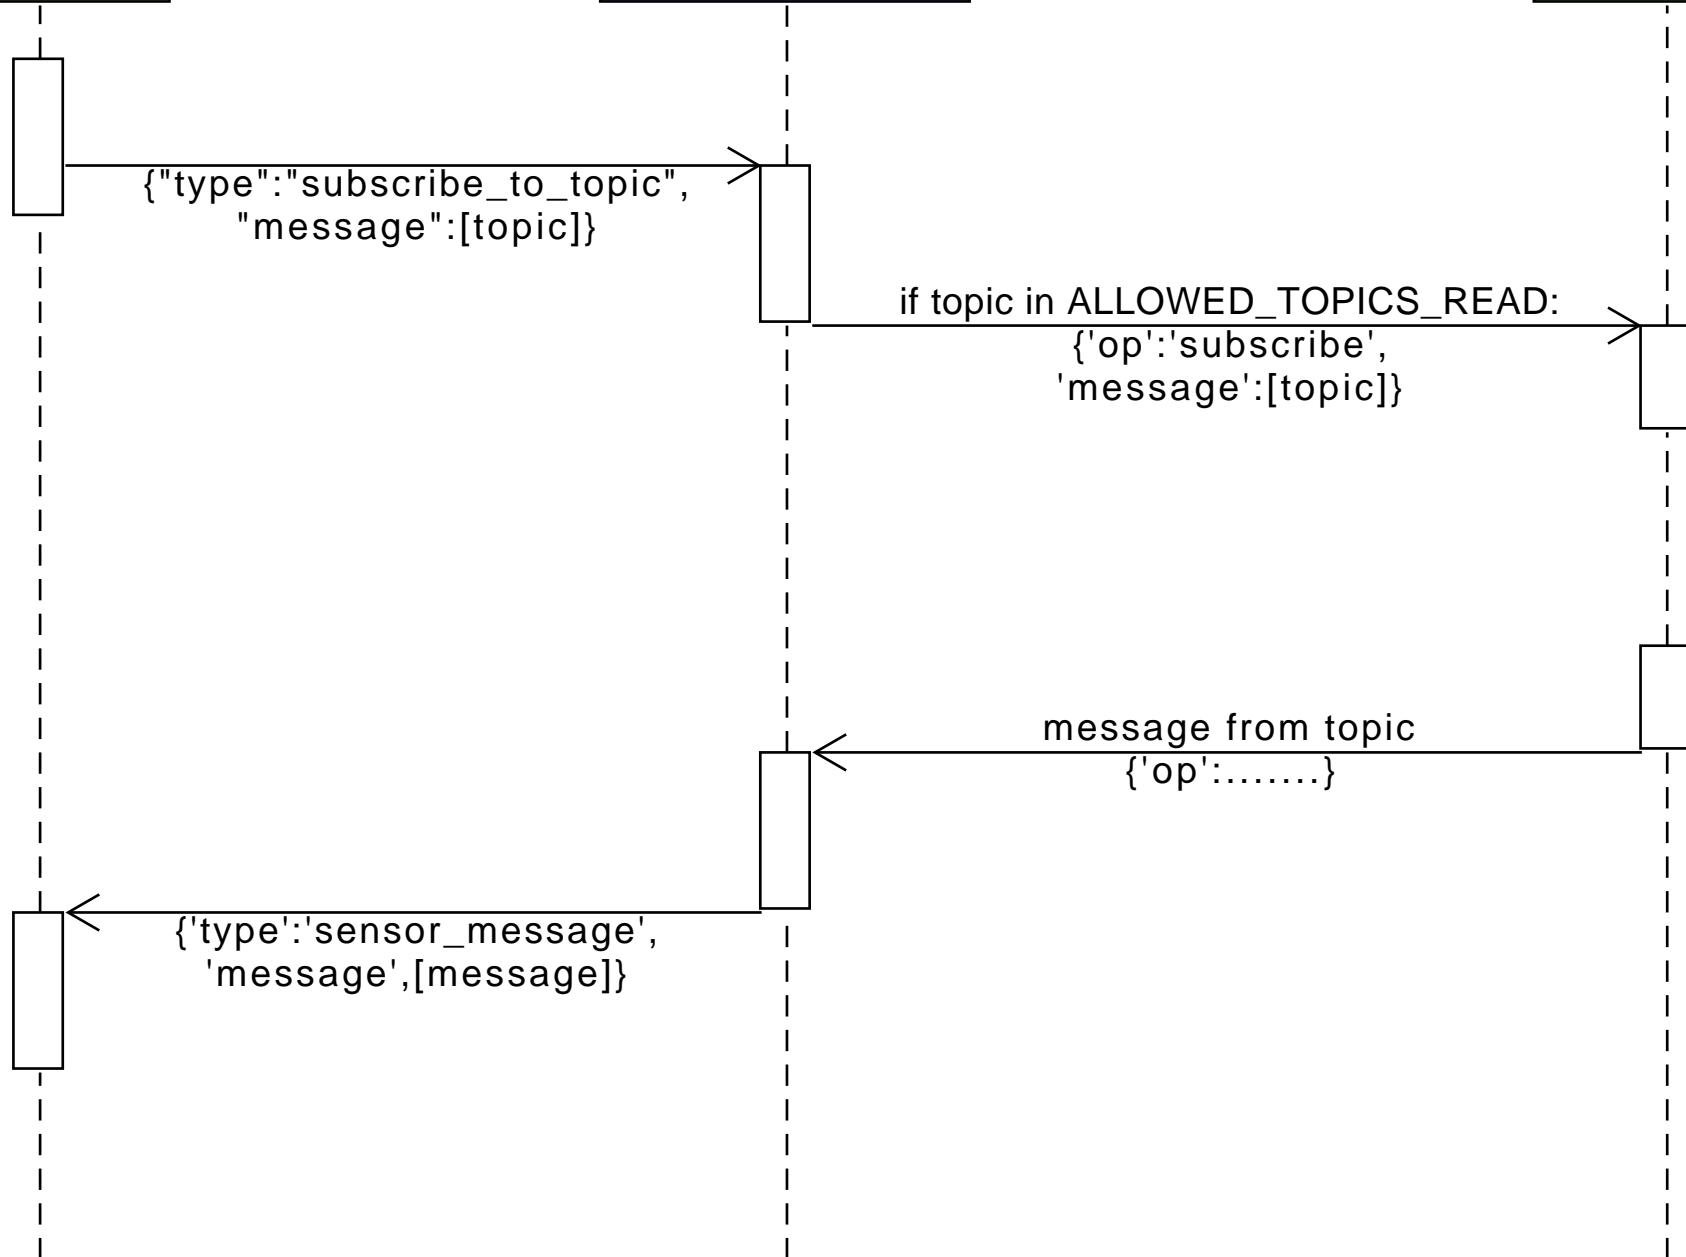 {"type":"subscribe_to_topic",
"message":[topic]}
if topic in ALLOWED_TOPICS_READ:
{'op':'subscribe',
'message':[topic]}
message from topic
{'op':.......}
{'type':'sensor_message',
'message',[message]}